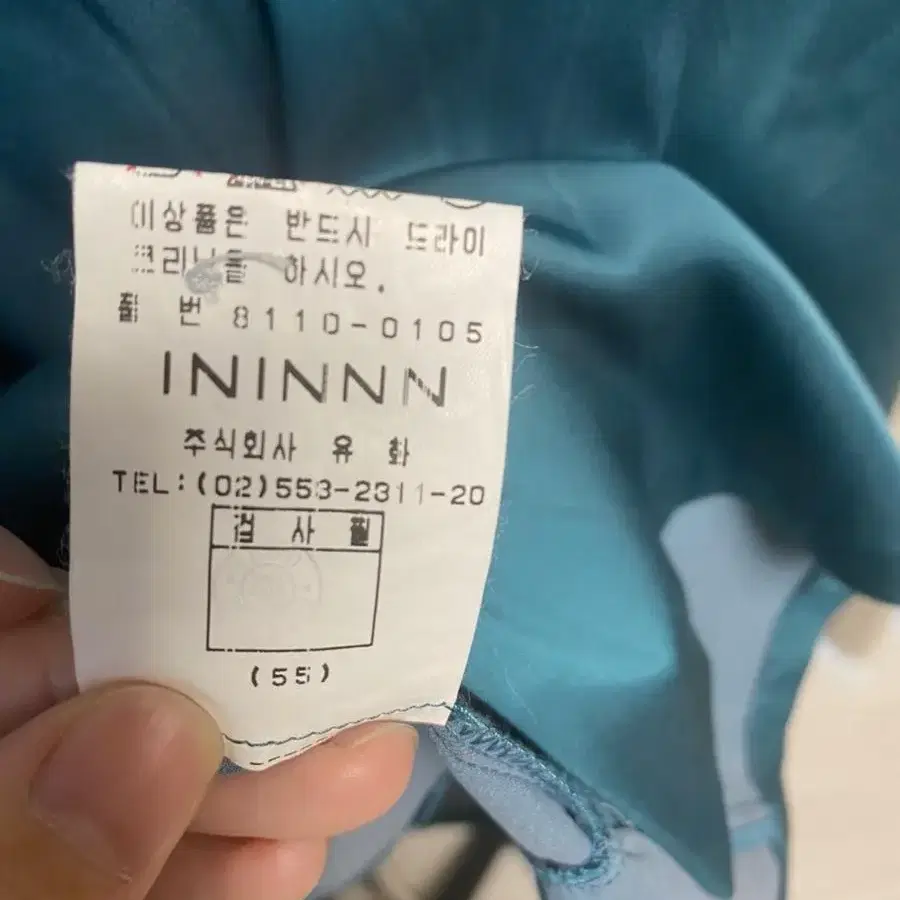 이상품은 반드시 드라이
크리닝을 하시오.
품 번 8110-0105
ININNN
주식회사 유 화
TEL:(02)553-2311-20
검 사 필
(55)